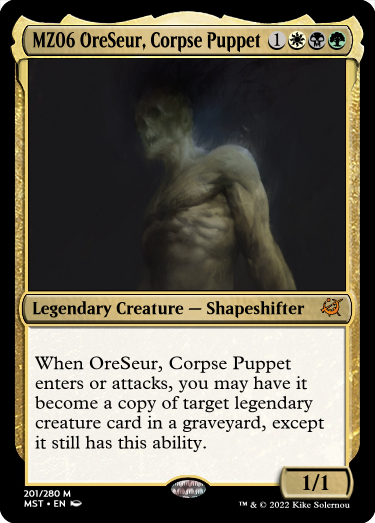 MZ06 OreSeur, Corpse Puppet 1
Legendary Creature — Shapeshifter
When OreSeur, Corpse Puppet
enters or attacks, you may have it
become a copy of target legendary
creature card in a graveyard, except
it still has this ability.
1/1
201/280 M
MST • EN
™ & © 2022 Kike Solernou